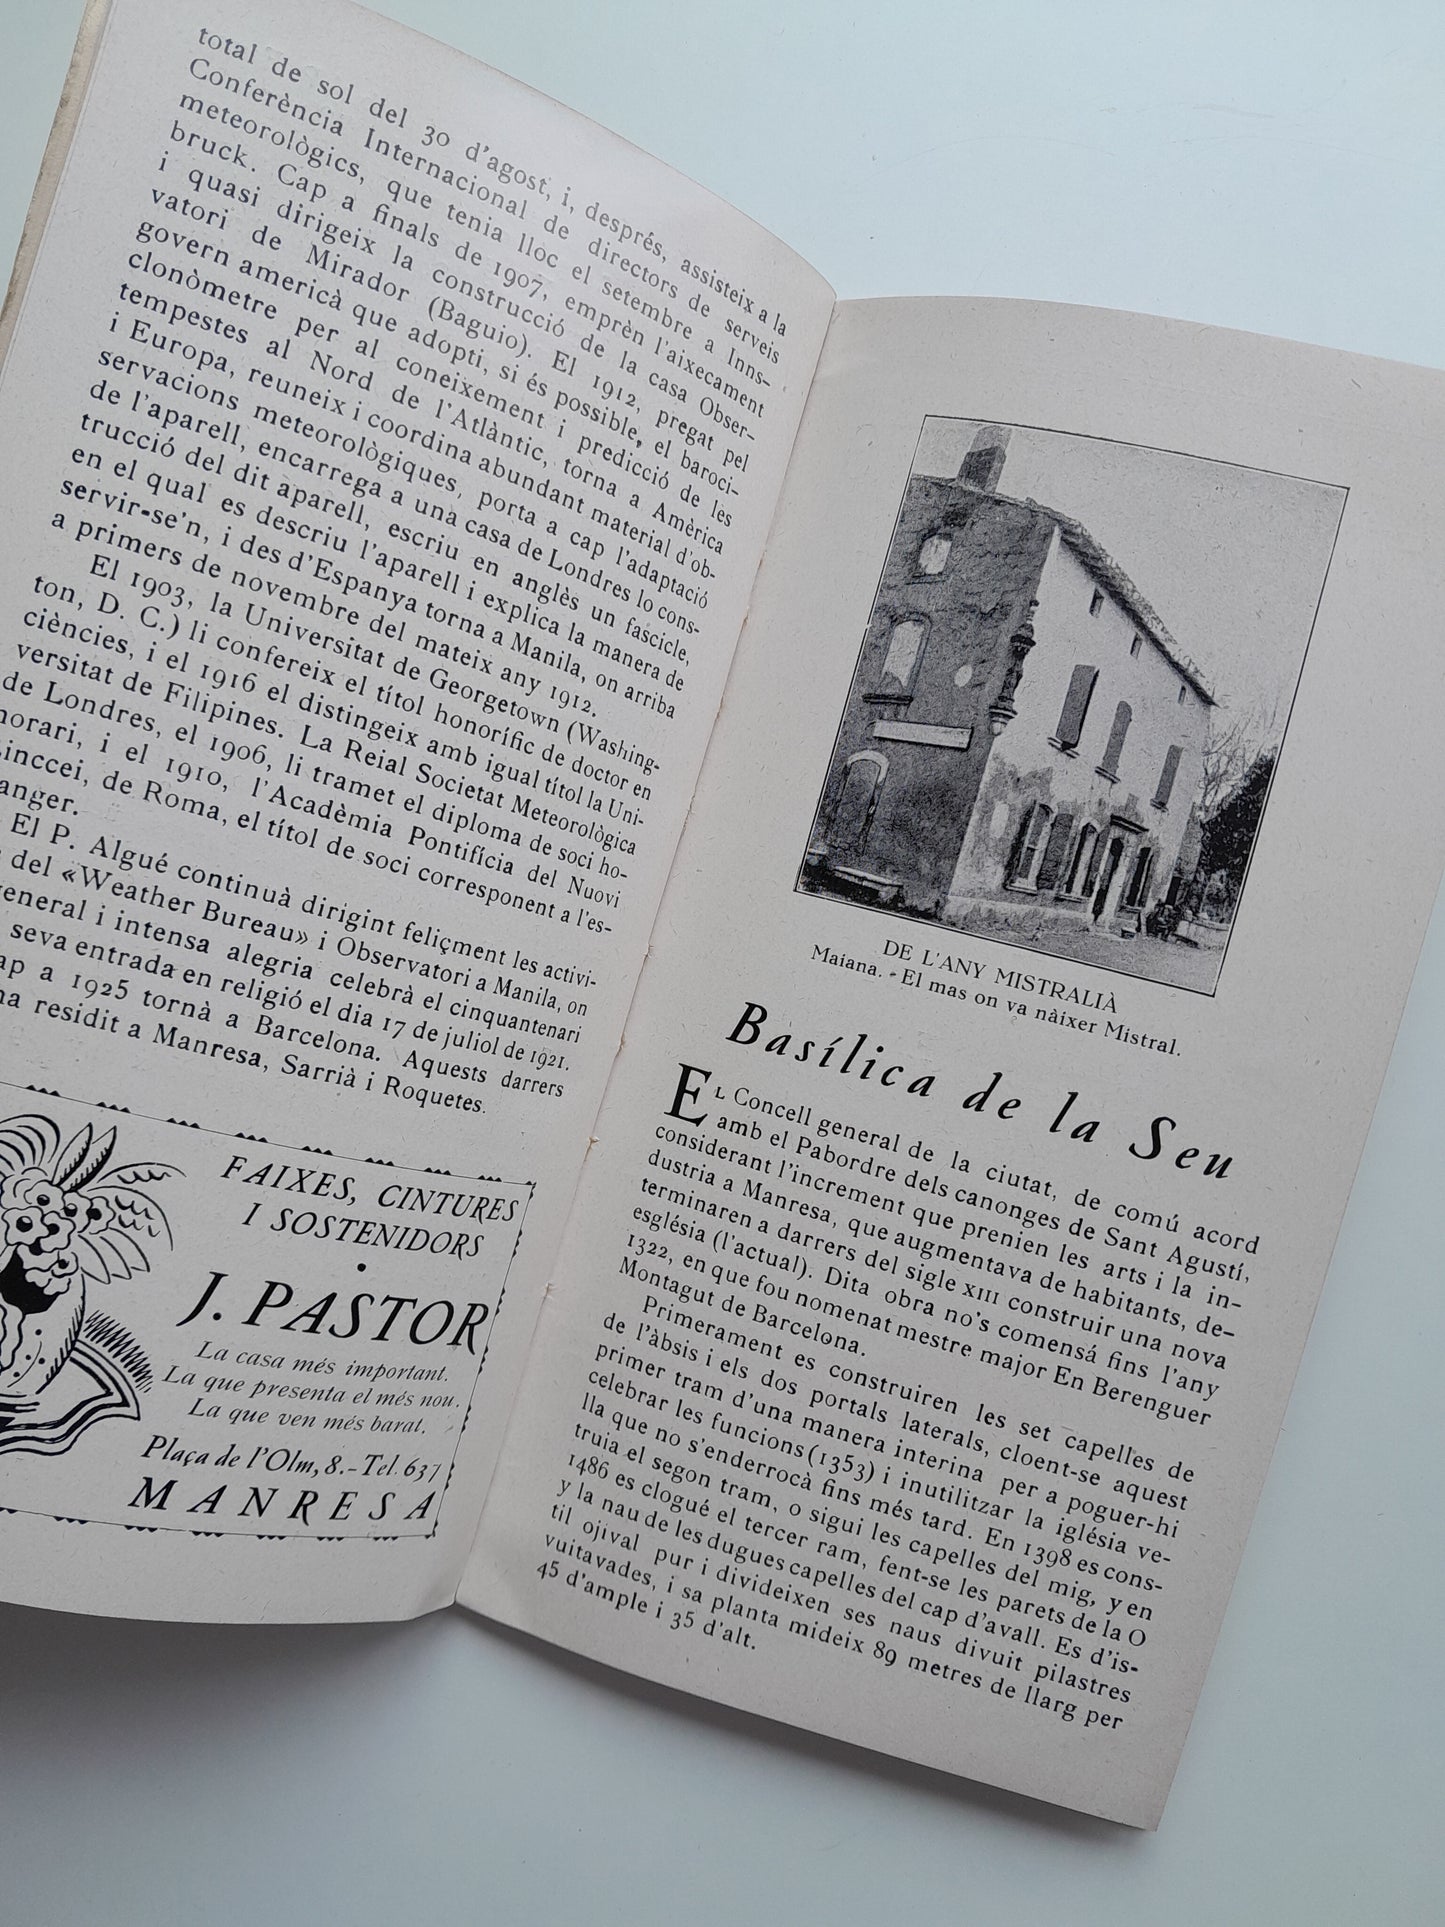 total de sol del 30 d'agost, i, després, assisteix a la
Conferència Internacional de directors de serveis
meteorològics, que tenia lloc el setembre a Inns-
bruck. Cap a finals de 1907, emprèn l'aixecament
i quasi dirigeix la construcció de la casa Obser-
vatori de Mirador (Baguio). El 1912, pregat pel
govern americà que adopti, si és possible, el baroci-
clonòmetre per al coneixement i predicció de les
tempestes al Nord de l'Atlàntic, torna a Amèrica
i Europa, reuneix i coordina abundant material d'ob-
servacions meteorològiques, porta a cap l'adaptació
de l'aparell, encarrega a una casa de Londres lo cons-
trucció del dit aparell, escriu en anglès un fascicle,
en el qual es descriu l'aparell i explica la manera de
servir-se'n, i des d'Espanya torna a Manila, on arriba
a primers de novembre del mateix any 1912.
El 1903, la Universitat de Georgetown (Washing-
ton, D. C.) li confereix el títol honorífic de doctor en
ciències, i el 1916 el distingeix amb igual títol la Uni-
versitat de Filipines. La Reial Societat Meteorològica
de Londres, el 1906, li tramet el diploma de soci ho-
norari, i el 1910, l'Acadèmia Pontifícia del Nuovi
Linccei, de Roma, el títol de soci corresponent a l'es-
anger.
El P. Algué continuà dirigint feliçment les activi-
del «Weather Bureau» i Observatori a Manila, on
general i intensa alegria celebrà el cinquantenari
seva entrada en religió el dia 17 de juliol de 1921.
ap a 1925 tornà a Barcelona. Aquests darrers
ha residit a Manresa, Sarrià i Roquetes.
FAIXES, CINTURES
I SOSTENIDORS
J. PASTOR
La casa més important.
La que presenta el més nou.
La que ven més barat.
Plaça de l'Olm, 8.-Tel. 637
MANRESA
DE L'ANY MISTRALIÀ
Maiana. - El mas on va nàixer Mistral.
Basílica de la Seu
EL Concell general de la ciutat, de comú acord
amb el Pabordre dels canonges de Sant Agustí,
considerant l'increment que prenien les arts i la in-
dustria a Manresa, que augmentava de habitants, de-
terminaren a darrers del sigle XIII construir una nova
església (l'actual). Dita obra no's comensá fins l'any
1322, en que fou nomenat mestre major En Berenguer
Montagut de Barcelona.
Primerament es construiren les set capelles de
de l'àbsis i els dos portals laterals, cloent-se aquest
primer tram d'una manera interina per a poguer-hi
celebrar les funcions (1353) i inutilitzar la iglésia ve-
lla que no s'enderrocà fins més tard. En 1398 es cons-
truia el segon tram, o sigui les capelles del mig, y en
1486 es clogué el tercer ram, fent-se les parets de la O
y la nau de les dugues capelles del cap d'avall. Es d'is-
til ojival pur i divideixen ses naus divuit pilastres
vuitavades, i sa planta mideix 89 metres de llarg per
45 d'ample i 35 d'alt.